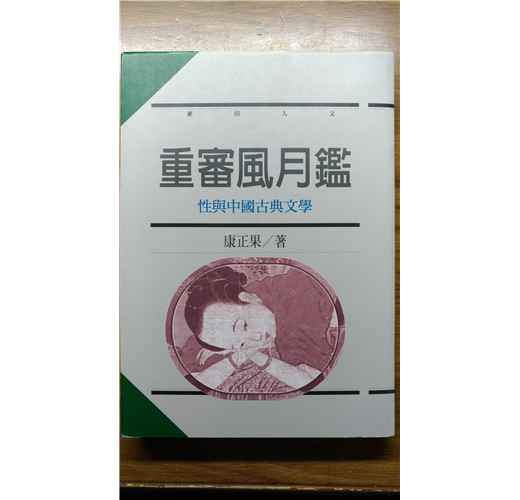 麥田人文
重審風月鑑
性與中國古典文學
康正果／著